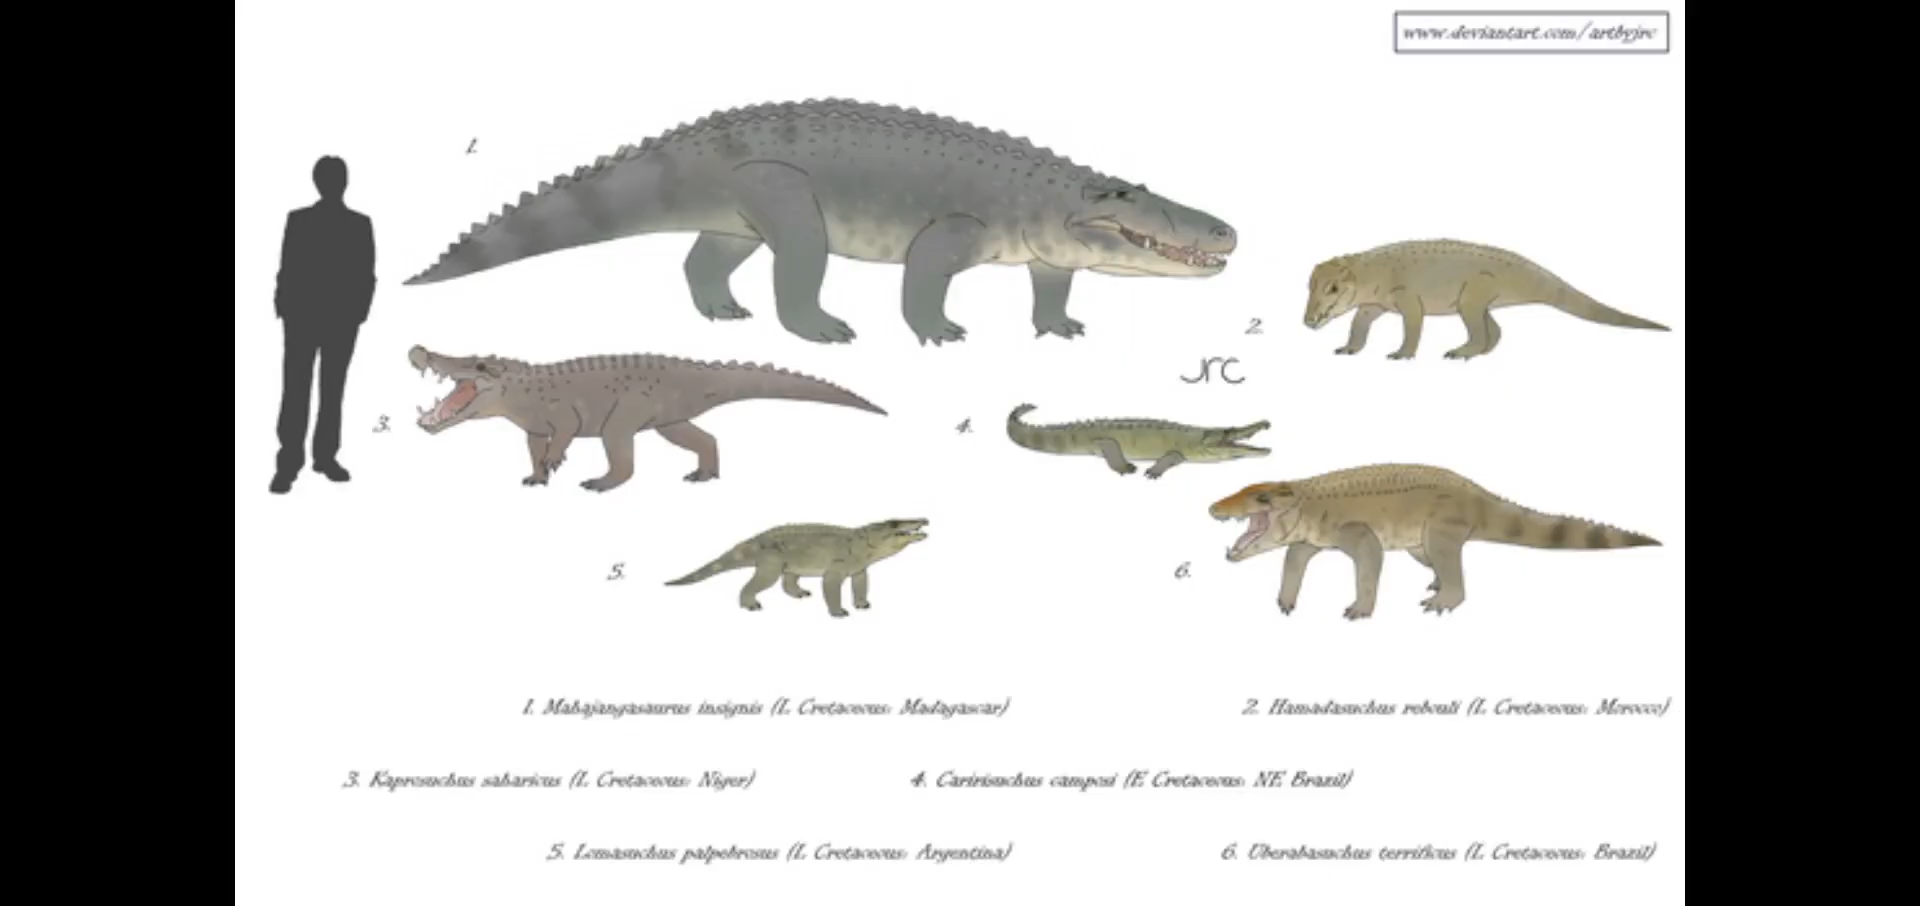 www.deviantart.com/artbyjrc
1.
2.
JrC
3.
4.
5.
6.
1. Mahajangasaurus insignis (L Cretaceous: Madagascar)
2. Hamadasuchus rebouli (L Cretaceous: Morocco)
3. Kaprosuchus saharicus (L Cretaceous: Niger)
4. Caririsuchus camposi (E Cretaceous: NE Brazil)
5. Lomasuchus palpebrosus (L Cretaceous: Argentina)
6. Uberabasuchus terrificus (L Cretaceous: Brazil)